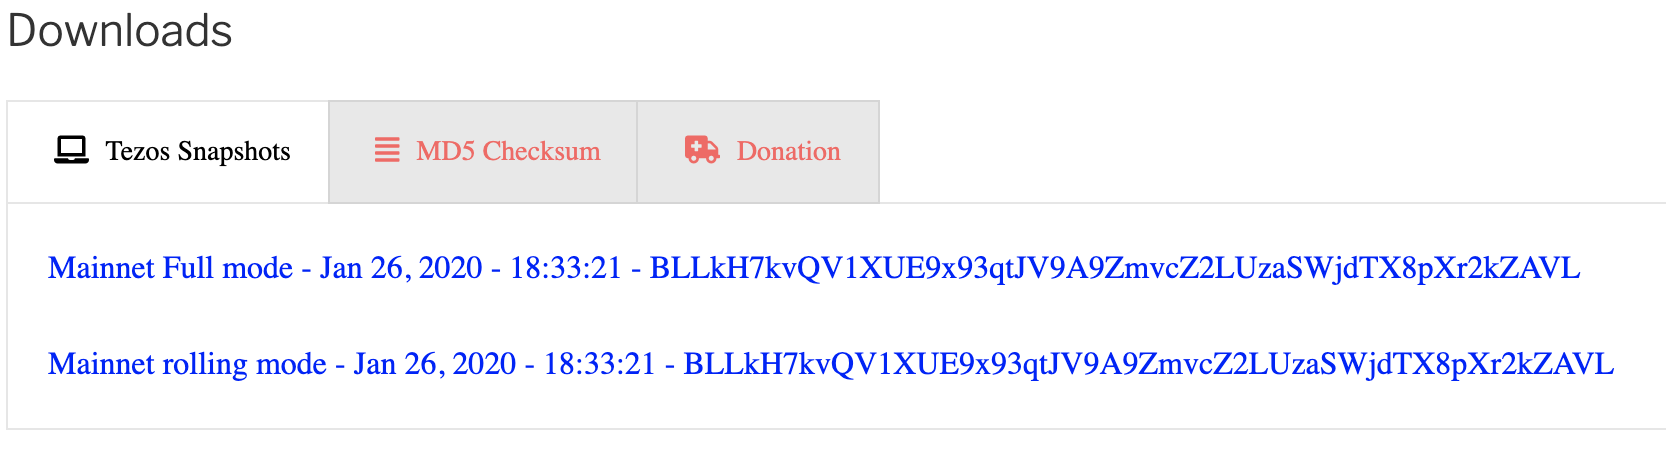 Downloads
Tezos Snapshots
MD5 Checksum
Donation
Mainnet Full mode - Jan 26, 2020 - 18:33:21 - BLLkH7kvQV1XUE9x93qtJV9A9ZmvcZ2LUzaSWjdTX8pXr2kZAVL
Mainnet rolling mode - Jan 26, 2020 - 18:33:21 - BLLkH7kvQV1XUE9x93qtJV9A9ZmvcZ2LUzaSWjdTX8pXr2kZAVL